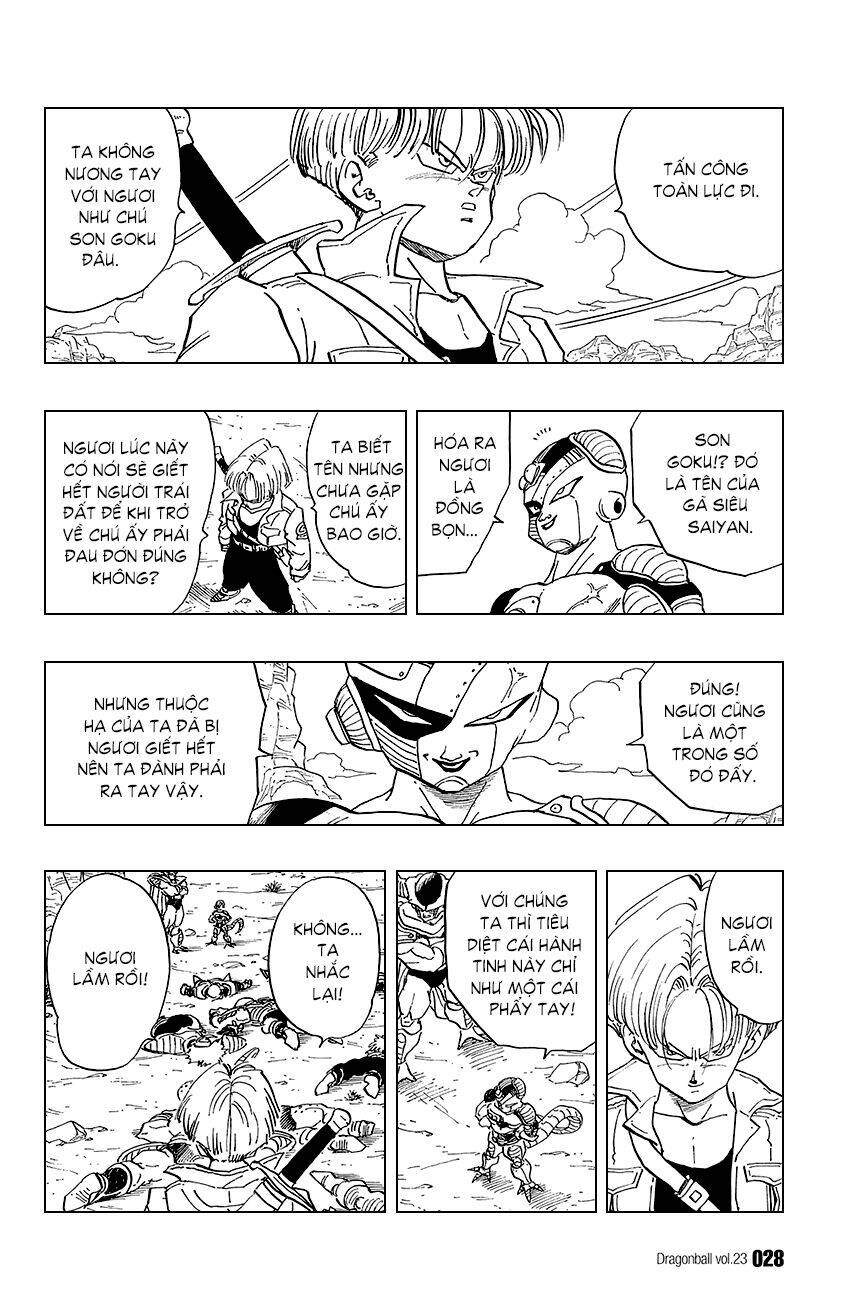 TẤN CÔNG
TOÀN LỰC ĐI.
TA KHÔNG
NƯƠNG TAY
VỚI NGƯƠI
NHƯ CHÚ
SON GOKU
ĐÂU.
SON
GOKU!? ĐÓ
LÀ TÊN CỦA
GÃ SIÊU
SAIYAN.
HÓA RA
NGƯƠI
LÀ
ĐỒNG
BỌN...
TA BIẾT
TÊN NHƯNG
CHƯA GẶP
CHÚ ẤY
BAO GIỜ.
NGƯƠI LÚC NÃY
CÓ NÓI SẼ GIẾT
HẾT NGƯỜI TRÁI
ĐẤT ĐỂ KHI TRỞ
VỀ CHÚ ẤY PHẢI
ĐAU ĐỚN ĐÚNG
KHÔNG?
ĐÚNG!
NGƯƠI CŨNG
LÀ MỘT
TRONG SỐ
ĐÓ ĐẤY.
NHƯNG THUỘC
HẠ CỦA TA ĐÃ BỊ
NGƯƠI GIẾT HẾT
NÊN TA ĐÀNH PHẢI
RA TAY VẬY.
NGƯƠI
LẦM
RỒI.
VỚI CHÚNG
TA THÌ TIÊU
DIỆT CÁI HÀNH
TINH NÀY CHỈ
NHƯ MỘT CÁI
PHẨY TAY!
KHÔNG...
TA
NHẮC
LẠI!
NGƯƠI
LẦM RỒI!
Dragonball vol.23 028